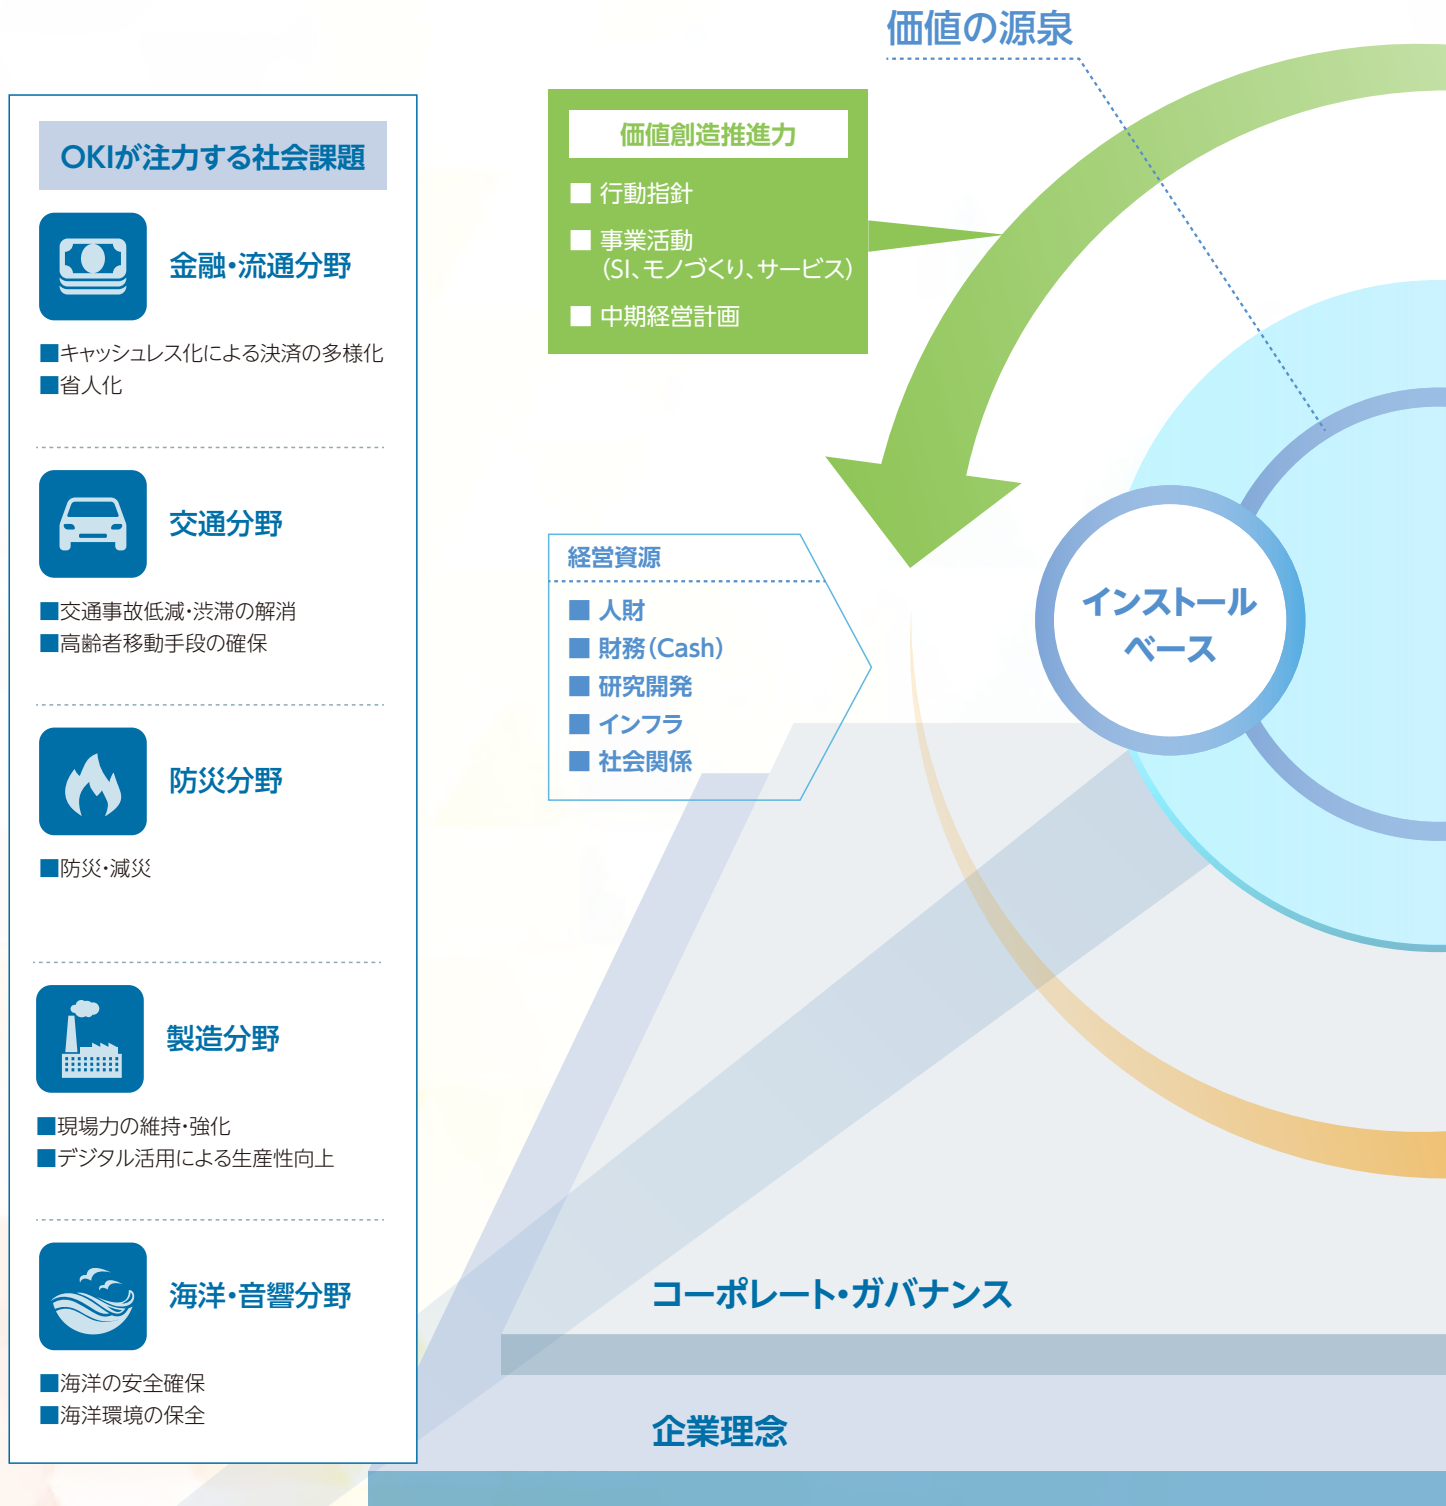 価値の源泉
OKIが注力する社会課題
金融・流通分野
■キャッシュレス化による決済の多様化
■省人化
交通分野
■交通事故低減・渋滞の解消
■高齢者移動手段の確保
防災分野
■防災・減災
製造分野
■現場力の維持・強化
■デジタル活用による生産性向上
海洋・音響分野
■海洋の安全確保
■海洋環境の保全
価値創造推進力
■ 行動指針
■ 事業活動
（SI、モノづくり、サービス）
■ 中期経営計画
経営資源
■ 人財
■ 財務（Cash）
■ 研究開発
■ インフラ
■ 社会関係
インストール
ベース
コーポレート・ガバナンス
企業理念